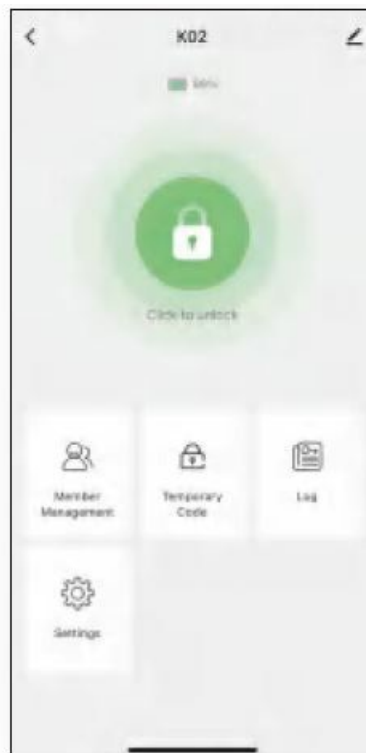 K02
Click to unlock
Member
Management
Temporary
Code
Log
Settings